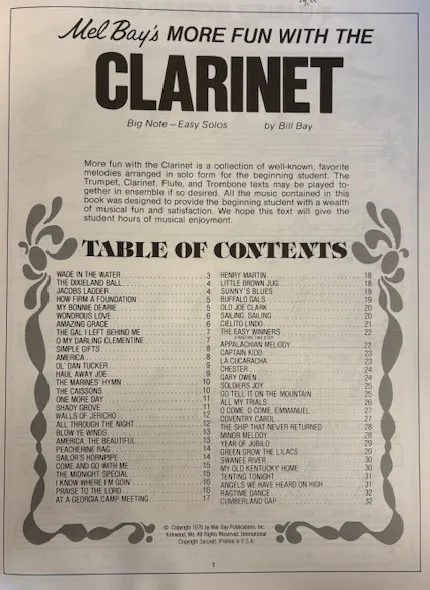 Mel Bay's MORE FUN WITH THE
CLARINET
Big Note—Easy Solos by Bill Bay
More fun with the Clarinet is a collection of well-known, favorite
melodies arranged in solo form for the beginning student. The
Trumpet, Clarinet, Flute, and Trombone texts may be played to-
gether in ensemble if so desired. All the music contained in this
book was designed to provide the beginning student with a wealth
of musical fun and satisfaction. We hope this text will give the
student hours of musical enjoyment.
TABLE OF CONTENTS
WADE IN THE WATER 3
THE DIXIELAND BALL 4
JACOBS LADDER 4
HOW FIRM A FOUNDATION 5
MY BONNIE DEARIE 5
WONDROUS LOVE 6
AMAZING GRACE 6
THE GAL I LEFT BEHIND ME 7
O MY DARLING CLEMENTINE 7
SIMPLE GIFTS 8
AMERICA 8
OL' DAN TUCKER 9
HAUL AWAY JOE 9
THE MARINES' HYMN 10
THE CAISSONS 10
ONE MORE DAY 11
SHADY GROVE 11
WALLS OF JERICHO 12
ALL THROUGH THE NIGHT 12
BLOW YE WINDS 13
AMERICA, THE BEAUTIFUL 13
PEACHERINE RAG 14
SAILOR'S HORNPIPE 14
COME AND GO WITH ME 15
THE MIDNIGHT SPECIAL 15
I KNOW WHERE I'M GOIN' 16
PRAISE TO THE LORD 16
AT A GEORGIA CAMP MEETING 17
HENRY MARTIN 18
LITTLE BROWN JUG 18
SUNNY'S BLUES 19
BUFFALO GALS 19
OLD JOE CLARK 20
SAILING, SAILING 20
CIELITO LINDO 21
THE EASY WINNERS 22
A RAGTIME TWO STEP
APPALACHIAN MELODY 22
CAPTAIN KIDD 23
LA CUCARACHA 23
CHESTER 24
GARY OWEN 24
SOLDIERS JOY 25
GO TELL IT ON THE MOUNTAIN 25
ALL MY TRIALS 26
O COME, O COME, EMMANUEL 27
COVENTRY CAROL 27
THE SHIP THAT NEVER RETURNED 28
MINOR MELODY 28
YEAR OF JUBILO 29
GREEN GROW THE LILACS 29
SWANEE RIVER 30
MY OLD KENTUCKY HOME 30
TENTING TONIGHT 31
ANGELS WE HAVE HEARD ON HIGH 31
RAGTIME DANCE 32
CUMBERLAND GAP 32
© Copyright 1970 by Mel Bay Publications, Inc.
Kirkwood, Mo. All Rights Reserved. International
Copyright Secured. Printed in U.S.A.
1